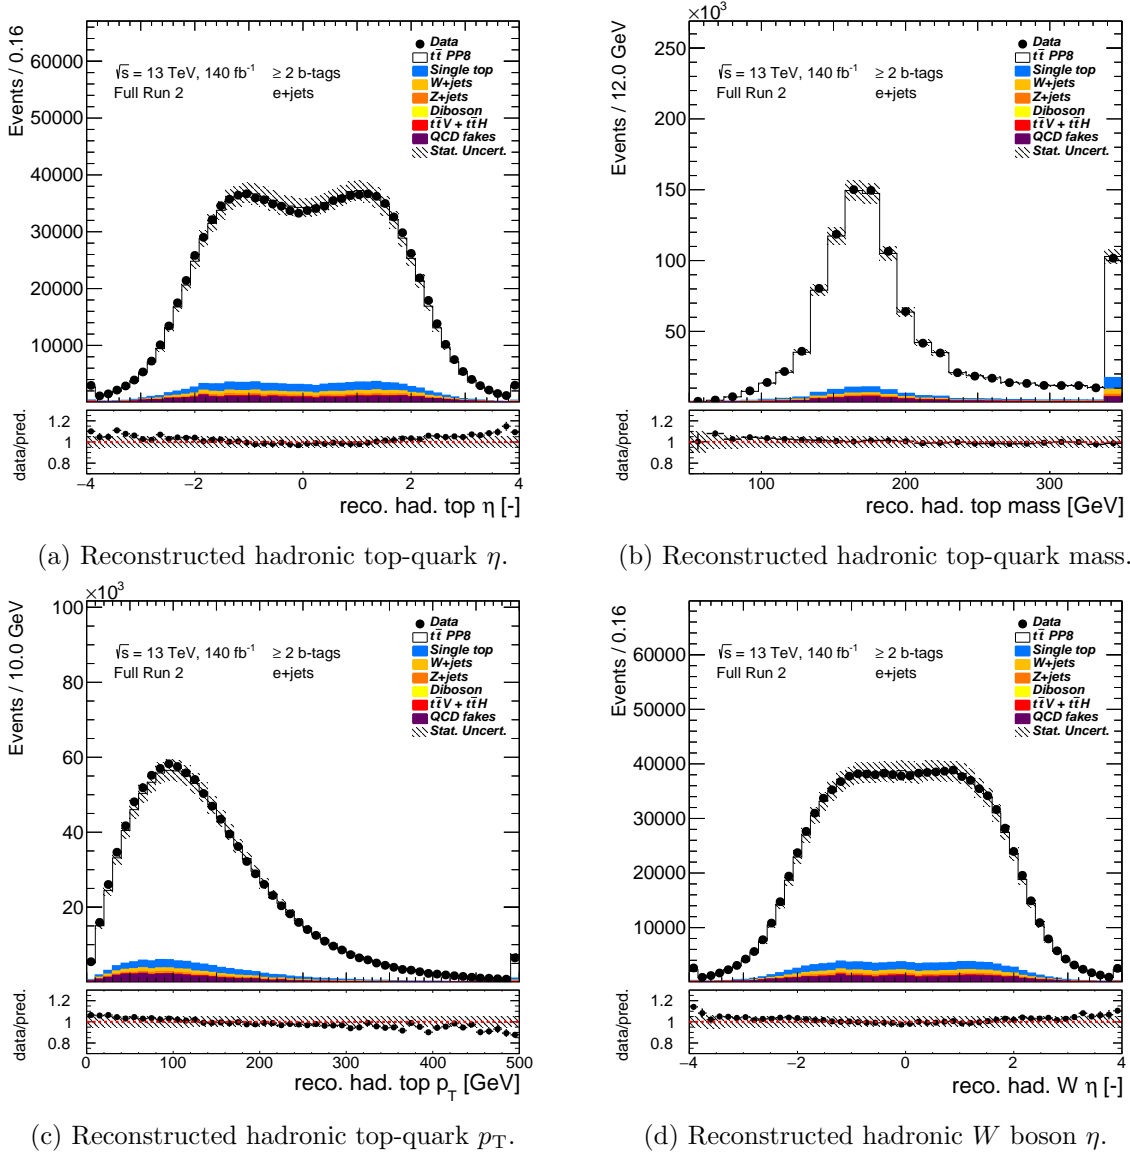 Events / 0.16
60000
50000
40000
30000
20000
10000
√s = 13 TeV, 140 fb⁻¹ ≥ 2 b-tags
Full Run 2 e+jets
Data
tt̄ PP8
Single top
W+jets
Z+jets
Diboson
tt̄V + tt̄H
QCD fakes
Stat. Uncert.
data/pred.
1.2
1
0.8
−4 −2 0 2 4
reco. had. top η [-]
(a) Reconstructed hadronic top-quark η.
×10³
Events / 12.0 GeV
250
200
150
100
50
√s = 13 TeV, 140 fb⁻¹ ≥ 2 b-tags
Full Run 2 e+jets
Data
tt̄ PP8
Single top
W+jets
Z+jets
Diboson
tt̄V + tt̄H
QCD fakes
Stat. Uncert.
data/pred.
1.2
1
0.8
100 200 300
reco. had. top mass [GeV]
(b) Reconstructed hadronic top-quark mass.
×10³
Events / 10.0 GeV
100
80
60
40
20
√s = 13 TeV, 140 fb⁻¹ ≥ 2 b-tags
Full Run 2 e+jets
Data
tt̄ PP8
Single top
W+jets
Z+jets
Diboson
tt̄V + tt̄H
QCD fakes
Stat. Uncert.
data/pred.
1.2
1
0.8
0 100 200 300 400 500
reco. had. top p_T [GeV]
(c) Reconstructed hadronic top-quark p_T.
Events / 0.16
60000
50000
40000
30000
20000
10000
√s = 13 TeV, 140 fb⁻¹ ≥ 2 b-tags
Full Run 2 e+jets
Data
tt̄ PP8
Single top
W+jets
Z+jets
Diboson
tt̄V + tt̄H
QCD fakes
Stat. Uncert.
data/pred.
1.2
1
0.8
−4 −2 0 2 4
reco. had. W η [-]
(d) Reconstructed hadronic W boson η.